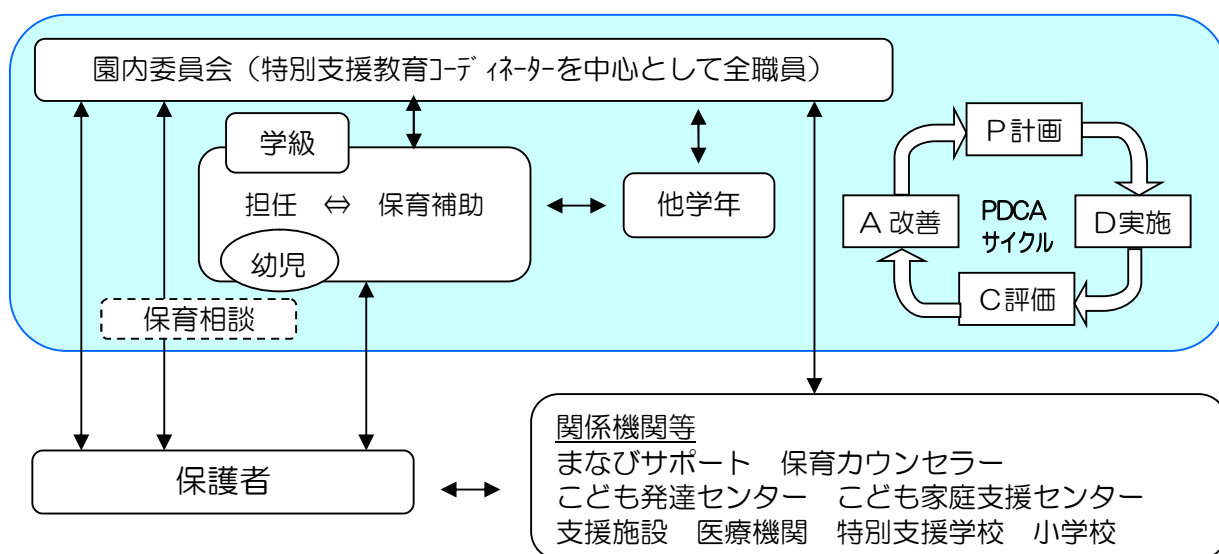 園内委員会（特別支援教育ｺｰﾃﾞｨﾈｰﾀｰを中心として全職員）
学級
担任 ⇔ 保育補助
幼児
他学年
P計画
A改善
PDCA
サイクル
D実施
C評価
保育相談
保護者
関係機関等
まなびサポート　保育カウンセラー
こども発達センター　こども家庭支援センター
支援施設　医療機関　特別支援学校　小学校